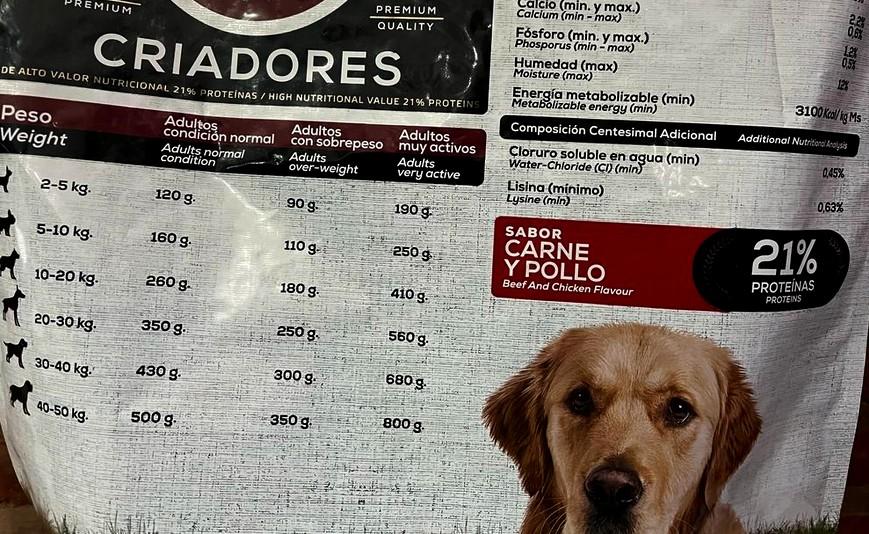 PREMIUM
PREMIUM
QUALITY
CRIADORES
DE ALTO VALOR NUTRICIONAL 21% PROTEÍNAS / HIGH NUTRITIONAL VALUE 21% PROTEINS
Peso
Weight
Adultos
condición normal
Adults normal
condition
Adultos
con sobrepeso
Adults
over-weight
Adultos
muy activos
Adults
very active
2-5 kg. 120 g. 90 g. 190 g.
5-10 kg. 160 g. 110 g. 250 g.
10-20 kg. 260 g. 180 g. 410 g.
20-30 kg. 350 g. 250 g. 560 g.
30-40 kg. 430 g. 300 g. 680 g.
40-50 kg. 500 g. 350 g. 800 g.
Calcio (min. y max.)
Calcium (min - max)
2,2%
0,8%
Fósforo (min. y max.)
Phosporus (min - max)
1,2%
0,5%
Humedad (max)
Moisture (max)
12%
Energía metabolizable (min)
Metabolizable energy (min)
3100 Kcal/kg Ms
Composición Centesimal Adicional Additional Nutritional Analysis
Cloruro soluble en agua (min)
Water-Chloride (Cl) (min)
0,45%
Lisina (mínimo)
Lysine (min)
0,63%
SABOR
CARNE
Y POLLO
Beef And Chicken Flavour
21%
PROTEÍNAS
PROTEINS